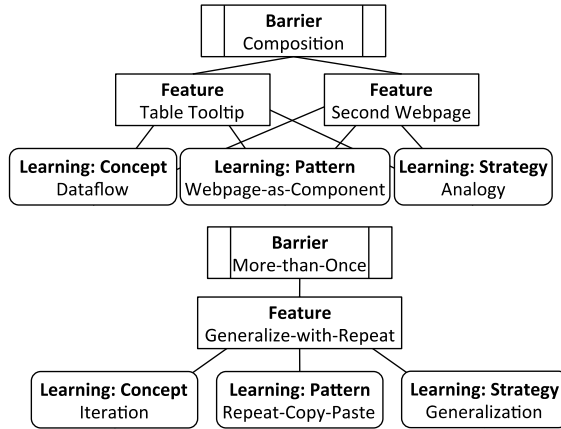 Barrier
Composition
Feature
Table Tooltip
Feature
Second Webpage
Learning: Concept
Dataflow
Learning: Pattern
Webpage-as-Component
Learning: Strategy
Analogy
Barrier
More-than-Once
Feature
Generalize-with-Repeat
Learning: Concept
Iteration
Learning: Pattern
Repeat-Copy-Paste
Learning: Strategy
Generalization